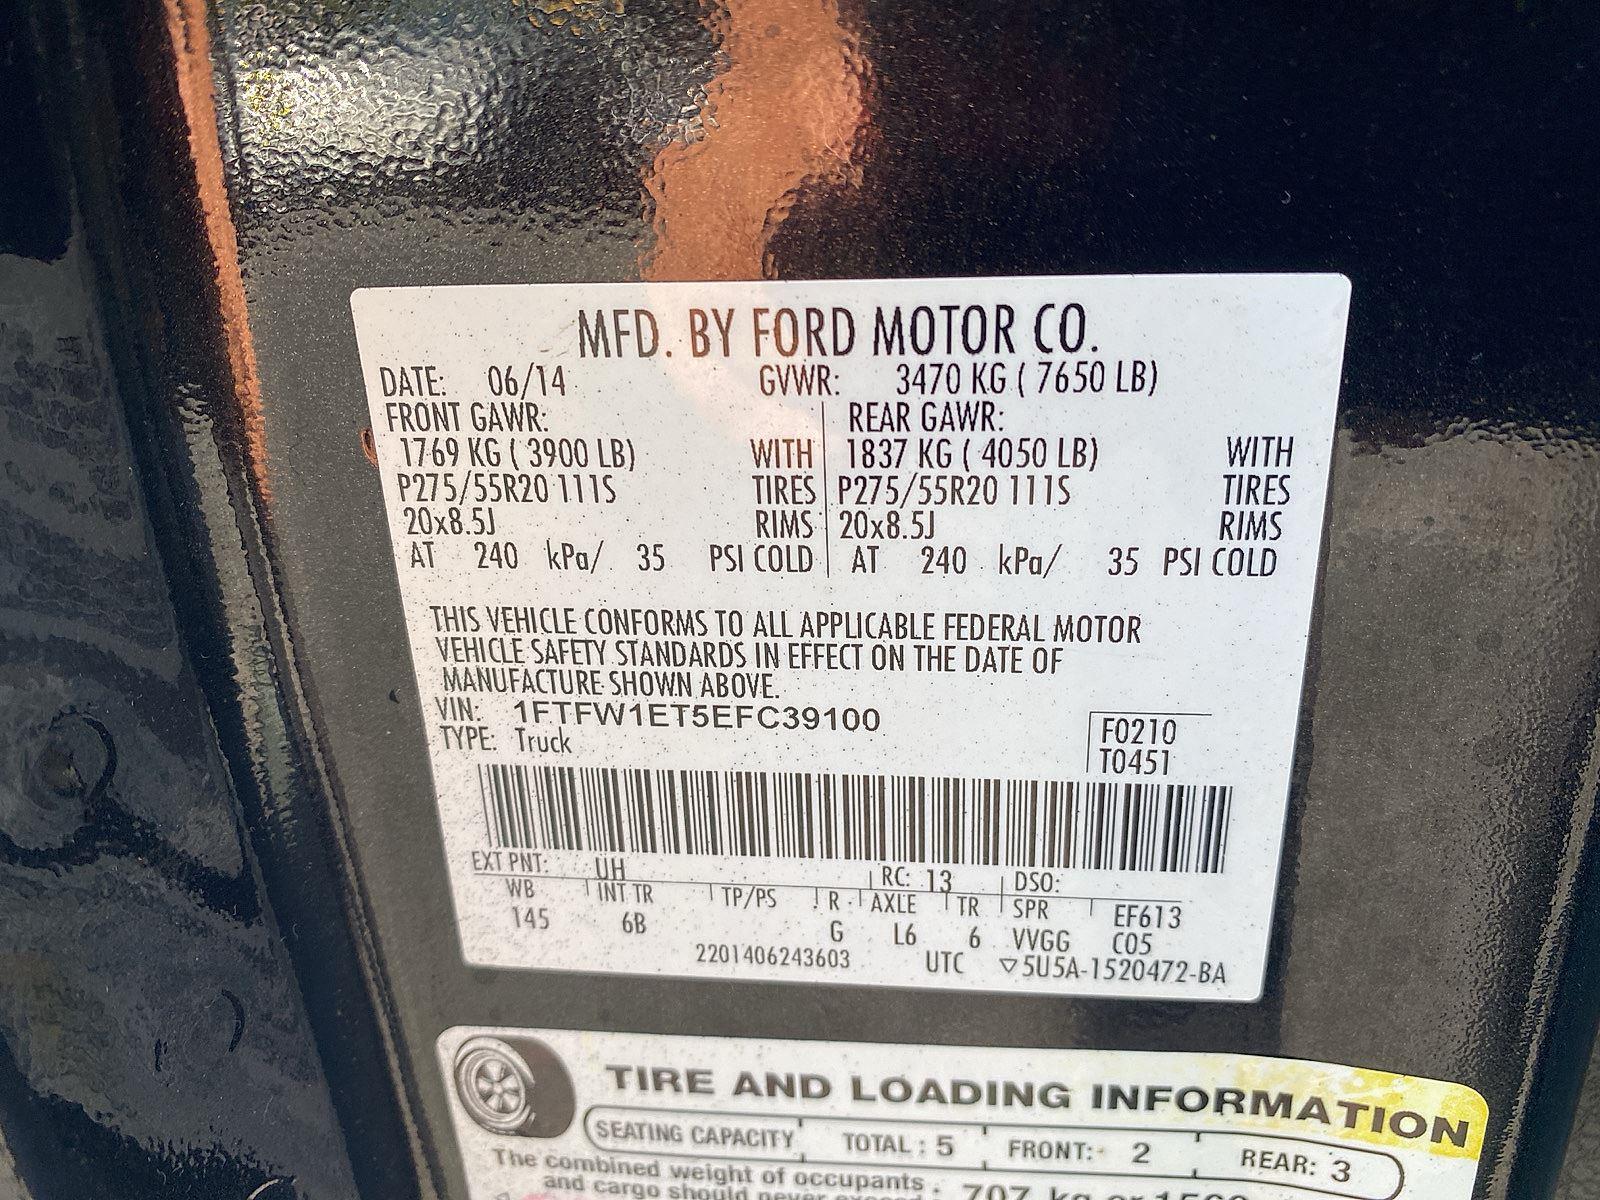 MFD. BY FORD MOTOR CO.
DATE: 06/14 GVWR: 3470 KG ( 7650 LB)
FRONT GAWR: REAR GAWR:
1769 KG ( 3900 LB) WITH 1837 KG ( 4050 LB) WITH
P275/55R20 111S TIRES P275/55R20 111S TIRES
20x8.5J RIMS 20x8.5J RIMS
AT 240 kPa/ 35 PSI COLD AT 240 kPa/ 35 PSI COLD
THIS VEHICLE CONFORMS TO ALL APPLICABLE FEDERAL MOTOR
VEHICLE SAFETY STANDARDS IN EFFECT ON THE DATE OF
MANUFACTURE SHOWN ABOVE.
VIN: 1FTFW1ET5EFC39100
TYPE: Truck
F0210
T0451
EXT PNT: UH RC: 13 DSO:
WB INT TR TP/PS R AXLE TR SPR EF613
145 6B G L6 6 VVGG C05
2201406243603 UTC ▽5U5A-1520472-BA
TIRE AND LOADING INFORMATION
SEATING CAPACITY TOTAL : 5 FRONT: 2 REAR: 3
The combined weight of occupants
and cargo should never exceed : 707 kg or